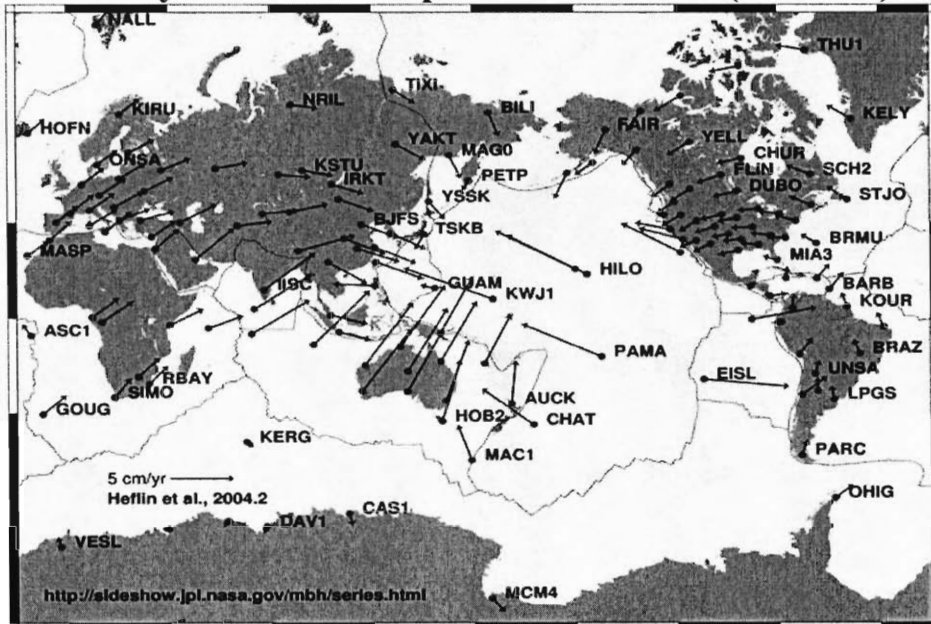 NALL
THU1
TIXI
NRIL
BILI
KIRU
KELY
HOFN
FAIR
YAKT
YELL
MAG0
ONSA
CHUR
KSTU
SCH2
PETP
FLIN
IRKT
DUBO
YSSK
STJO
BJFS
TSKB
MASP
BRMU
MIA3
HILO
IISC
GUAM
BARB
KWJ1
KOUR
ASC1
BRAZ
PAMA
EISL
UNSA
RBAY
SIMO
LPGS
AUCK
GOUG
HOB2
CHAT
KERG
PARC
MAC1
5 cm/yr
Heflin et al., 2004.2
OHIG
CAS1
DAV1
VESL
http://sideshow.jpl.nasa.gov/mbh/series.html
MCM4